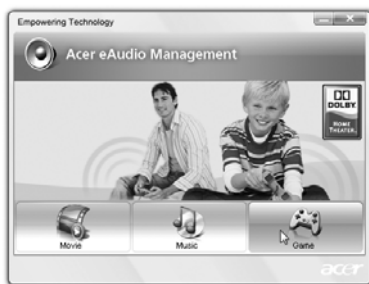 Empowering Technology
Acer eAudio Management
DOLBY
HOME
THEATER
Movie
Music
Game
acer